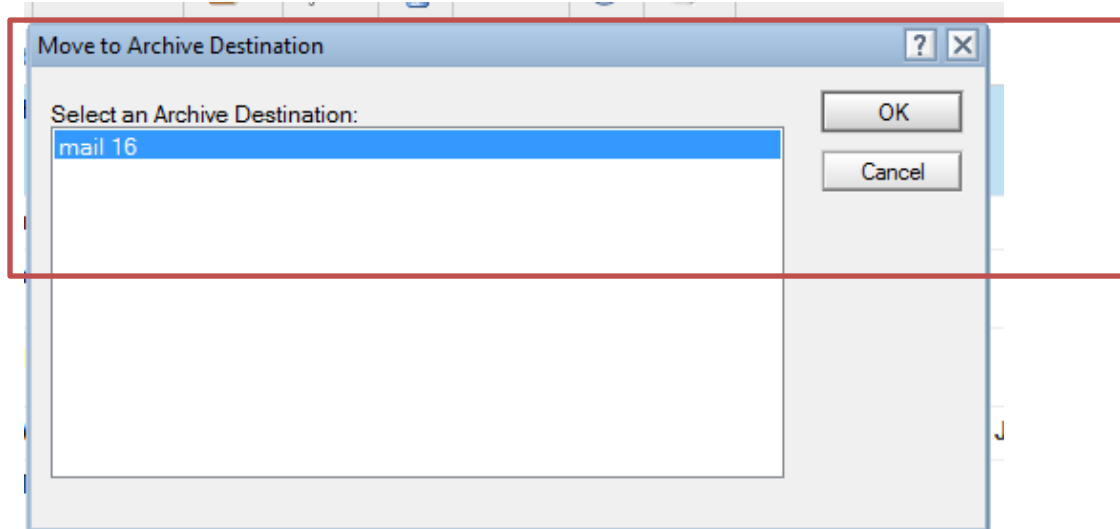 Move to Archive Destination
Select an Archive Destination:
OK
mail 16
Cancel